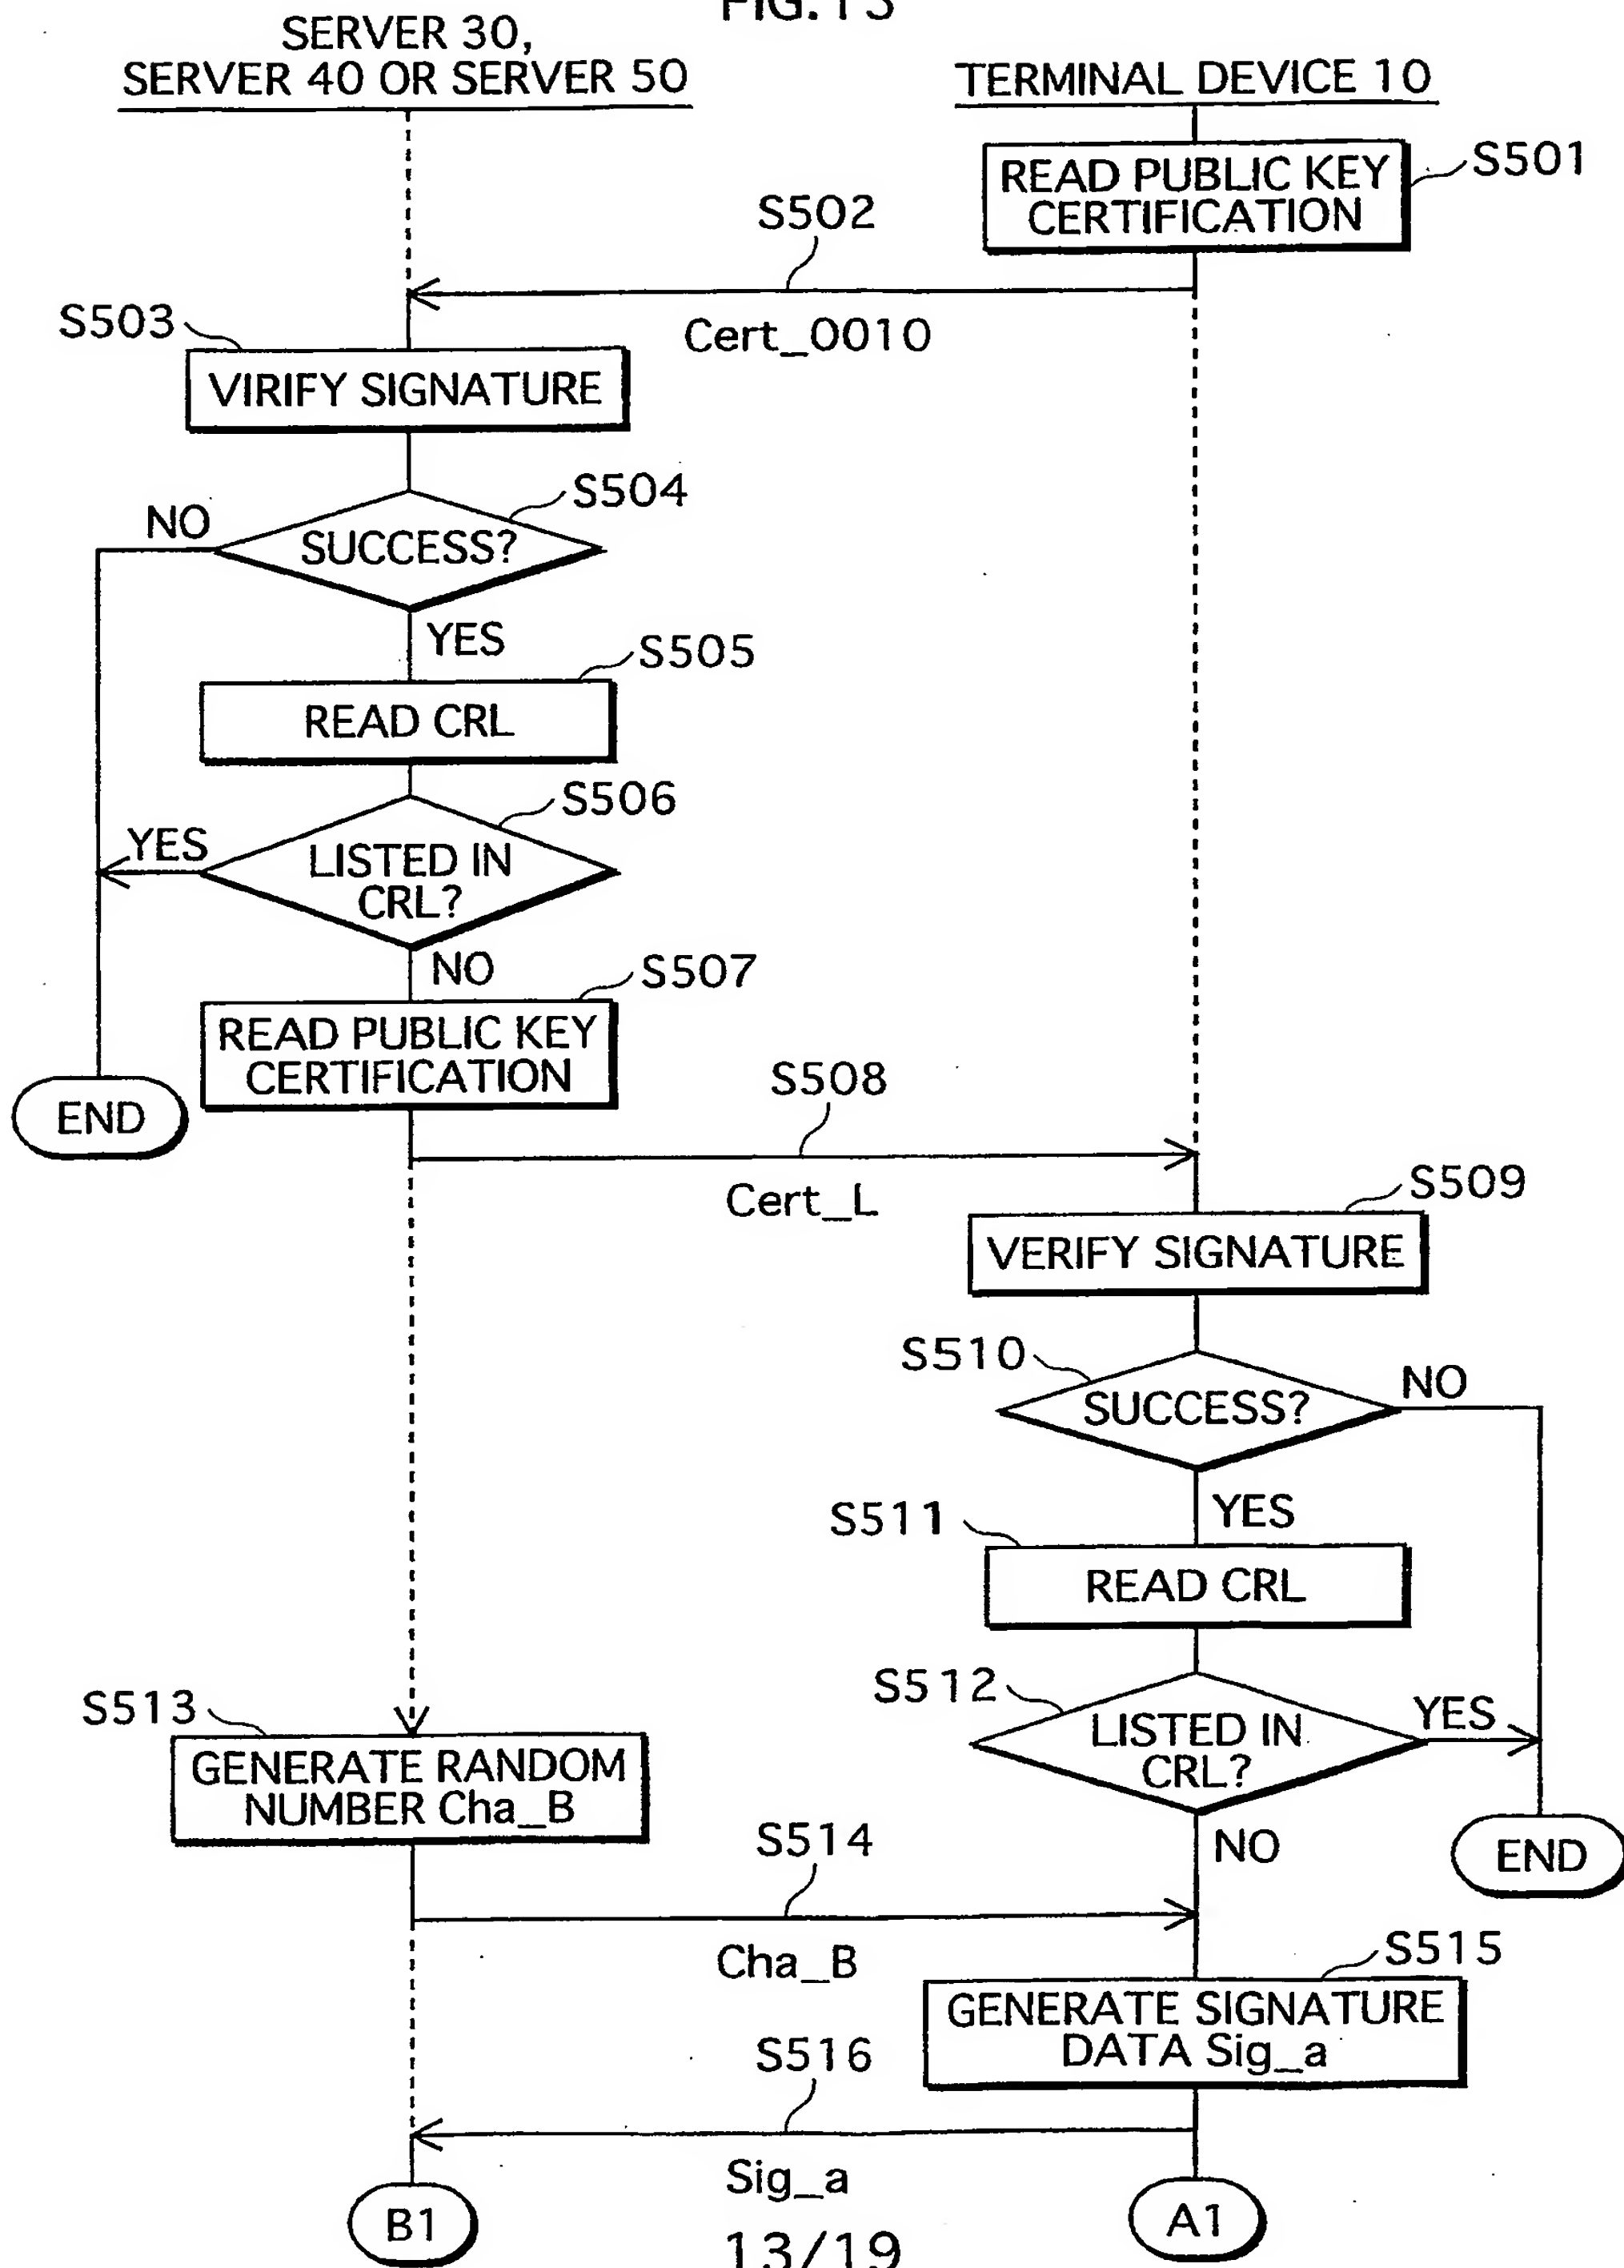 FIG. 13
SERVER 30,
SERVER 40 OR SERVER 50
TERMINAL DEVICE 10
READ PUBLIC KEY
CERTIFICATION
S501
S502
Cert_0010
S503
VIRIFY SIGNATURE
S504
NO
SUCCESS?
YES
S505
READ CRL
S506
YES
LISTED IN
CRL?
NO
S507
READ PUBLIC KEY
CERTIFICATION
END
S508
Cert_L
S509
VERIFY SIGNATURE
S510
NO
SUCCESS?
YES
S511
READ CRL
S512
YES
LISTED IN
CRL?
NO
END
S513
GENERATE RANDOM
NUMBER Cha_B
S514
Cha_B
S515
GENERATE SIGNATURE
DATA Sig_a
S516
Sig_a
B1
A1
13/19